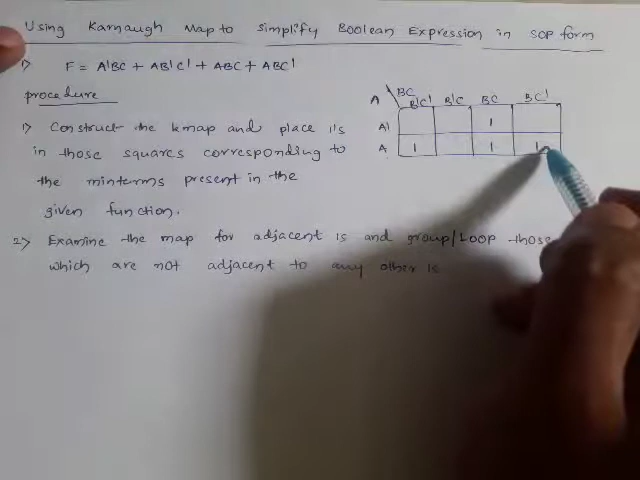 Using Karnaugh Map to simplify Boolean Expression in SOP form
1) F = A'BC + AB'C' + ABC + ABC'
procedure
1) Construct the kmap and place 1's
in those squares corresponding to
the minterms present in the
given function.
2) Examine the map for adjacent 1s and group/Loop those
which are not adjacent to any other 1s
A \ BC B'C' B'C BC BC'
A' 1
A 1 1 1